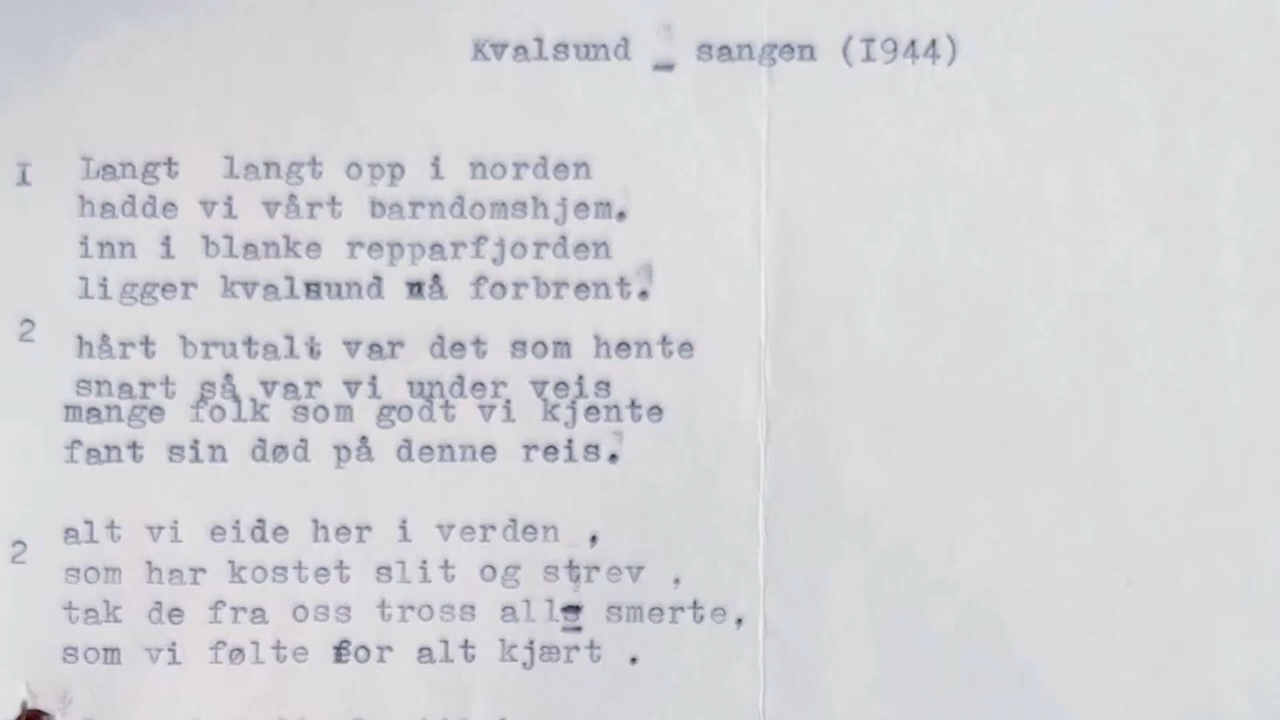 Kvalsund _ sangen (I944)
I Langt langt opp i norden
hadde vi vårt barndomshjem.
inn i blanke repparfjorden
ligger kvalsund nå forbrent.
2 hårt brutalt var det som hente
snart så var vi under veis
mange folk som godt vi kjente
fant sin død på denne reis.
2 alt vi eide her i verden ,
som har kostet slit og strev ,
tak de fra oss tross all smerte,
som vi følte for alt kjært .